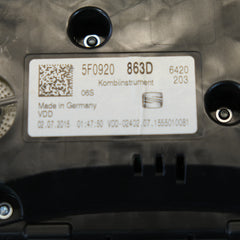 5F0920 863D 6420
Kombiinstrument 203
06S
Made in Germany
VDD
02.07.2015 01:47:50 VDD-02402.07.1555010081